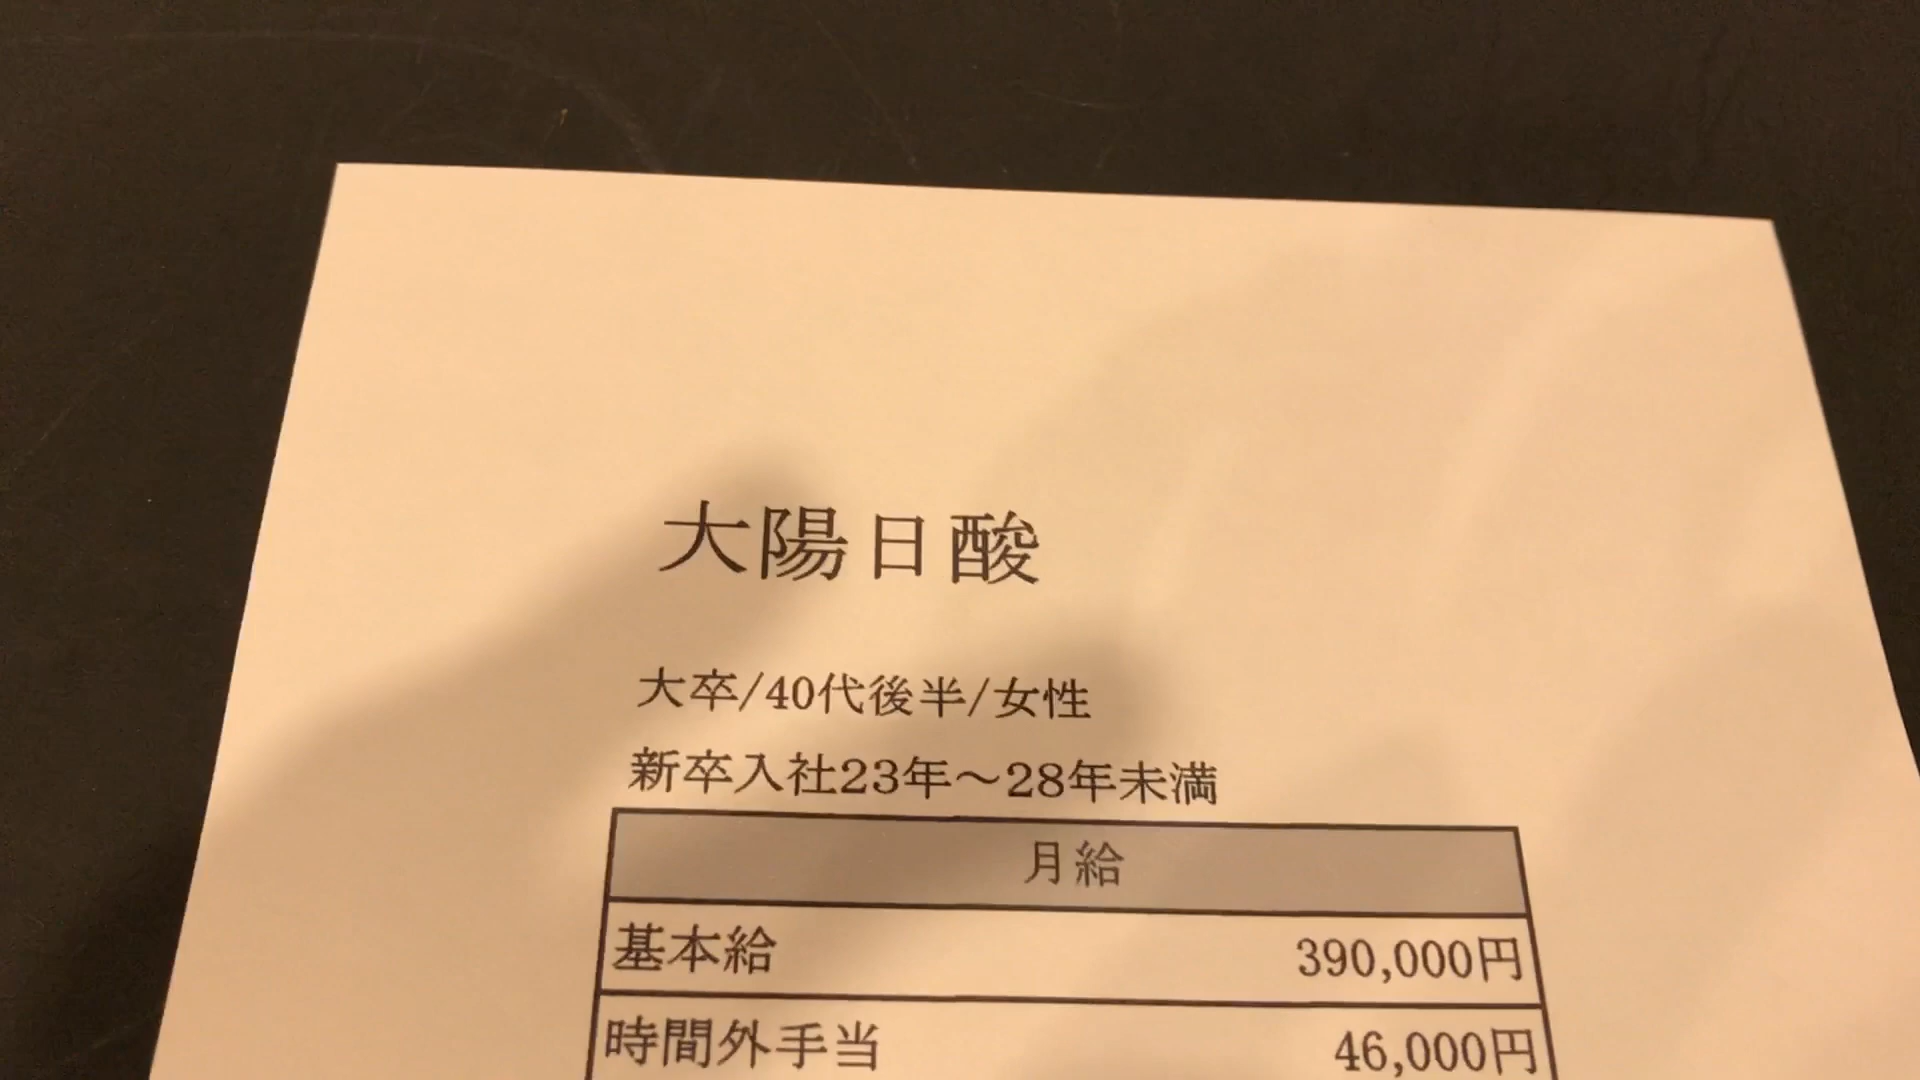 大陽日酸
大卒/40代後半/女性
新卒入社23年～28年未満
月給
基本給 390,000円
時間外手当 46,000円